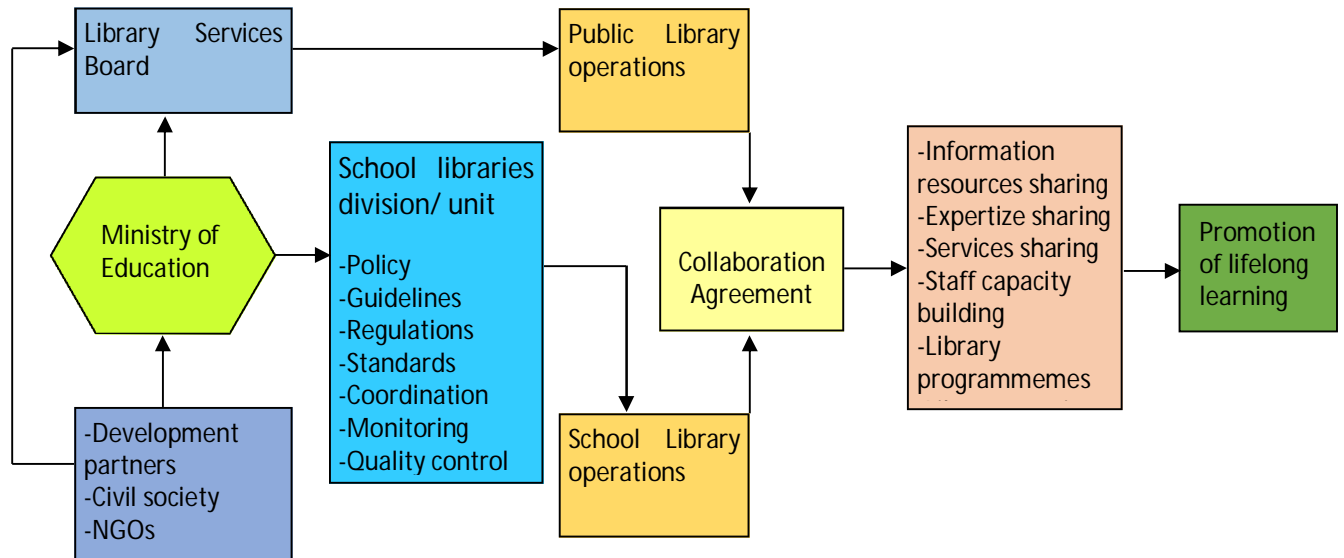 Library Services
Board
Public Library
operations
School libraries
division/ unit
-Policy
-Guidelines
-Regulations
-Standards
-Coordination
-Monitoring
-Quality control
Ministry of
Education
-Development
partners
-Civil society
-NGOs
School Library
operations
Collaboration
Agreement
-Information
resources sharing
-Expertize sharing
-Services sharing
-Staff capacity
building
-Library
programmemes
Promotion
of lifelong
learning